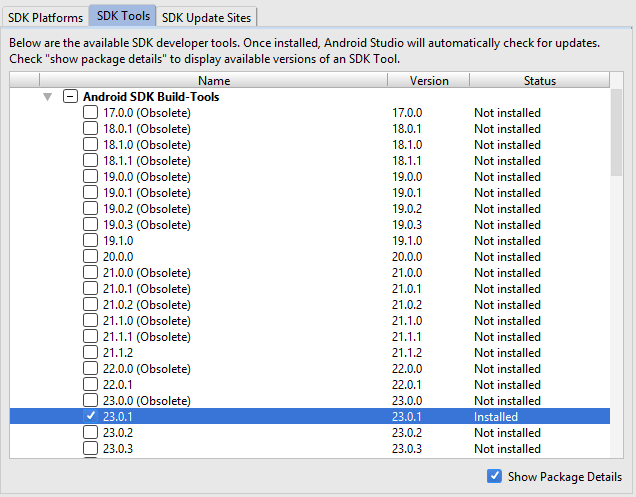 SDK Platforms SDK Tools SDK Update Sites
Below are the available SDK developer tools. Once installed, Android Studio will automatically check for updates.
Check "show package details" to display available versions of an SDK Tool.
Name Version Status
Android SDK Build-Tools
17.0.0 (Obsolete) 17.0.0 Not installed
18.0.1 (Obsolete) 18.0.1 Not installed
18.1.0 (Obsolete) 18.1.0 Not installed
18.1.1 (Obsolete) 18.1.1 Not installed
19.0.0 (Obsolete) 19.0.0 Not installed
19.0.1 (Obsolete) 19.0.1 Not installed
19.0.2 (Obsolete) 19.0.2 Not installed
19.0.3 (Obsolete) 19.0.3 Not installed
19.1.0 19.1.0 Not installed
20.0.0 20.0.0 Not installed
21.0.0 (Obsolete) 21.0.0 Not installed
21.0.1 (Obsolete) 21.0.1 Not installed
21.0.2 (Obsolete) 21.0.2 Not installed
21.1.0 (Obsolete) 21.1.0 Not installed
21.1.1 (Obsolete) 21.1.1 Not installed
21.1.2 21.1.2 Not installed
22.0.0 (Obsolete) 22.0.0 Not installed
22.0.1 22.0.1 Not installed
23.0.0 (Obsolete) 23.0.0 Not installed
23.0.1 23.0.1 Installed
23.0.2 23.0.2 Not installed
23.0.3 23.0.3 Not installed
Show Package Details